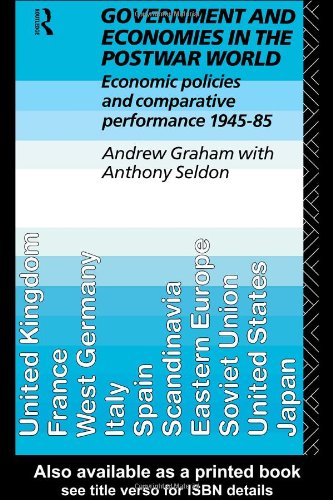 ROUTLEDGE
GOVERNMENT AND
ECONOMIES IN THE
POSTWAR WORLD
Economic policies
and comparative
performance 1945-85
Andrew Graham with
Anthony Seldon
United Kingdom
France
West Germany
Italy
Spain
Scandinavia
Eastern Europe
Soviet Union
United States
Japan
Also available as a printed book
see title verso for ISBN details